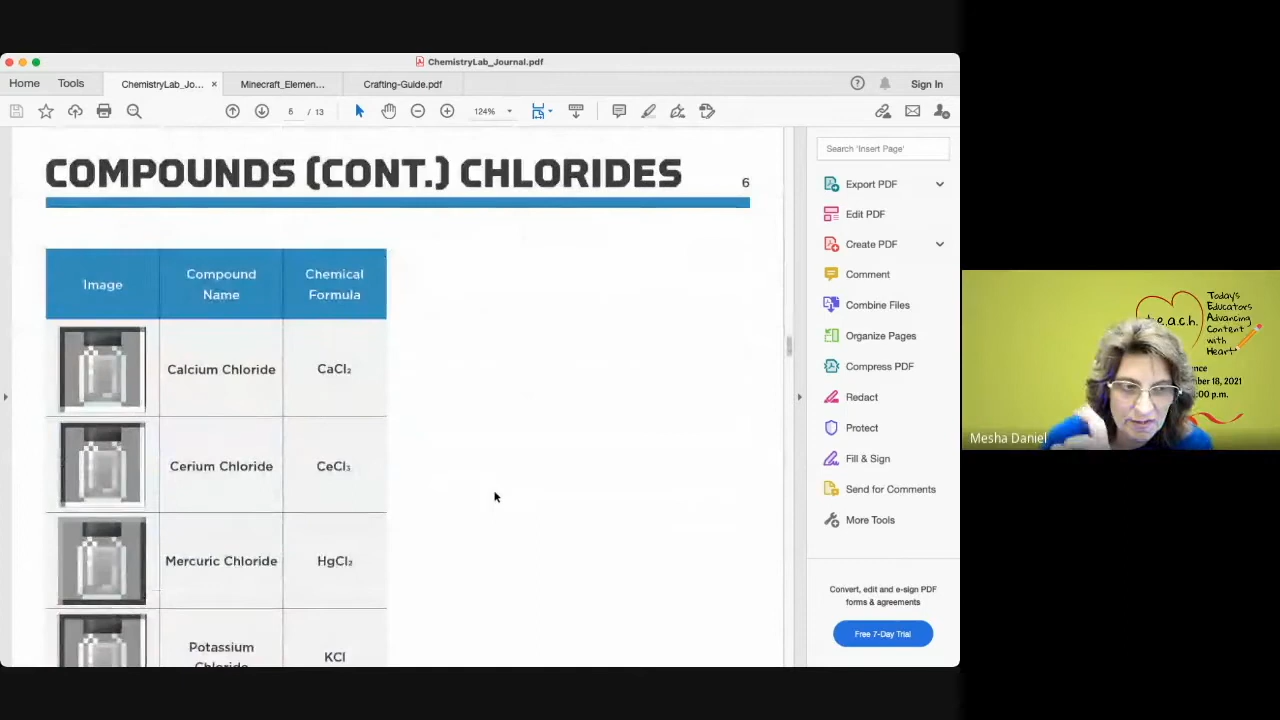 ChemistryLab_Journal.pdf
Home Tools ChemistryLab_Jo... × Minecraft_Elemen... Crafting-Guide.pdf Sign In
6 / 13 124%
COMPOUNDS (CONT.) CHLORIDES 6
Image Compound Name Chemical Formula
Calcium Chloride CaCl₂
Cerium Chloride CeCl₃
Mercuric Chloride HgCl₂
Potassium KCl
Chloride
Search 'Insert Page'
Export PDF
Edit PDF
Create PDF
Comment
Combine Files
Organize Pages
Compress PDF
Redact
Protect
Fill & Sign
Send for Comments
More Tools
Convert, edit and e-sign PDF
forms & agreements
Free 7-Day Trial
Today's
Educators
Advancing
Content
with
Heart
18, 2021
:00 p.m.
Mesha Daniel